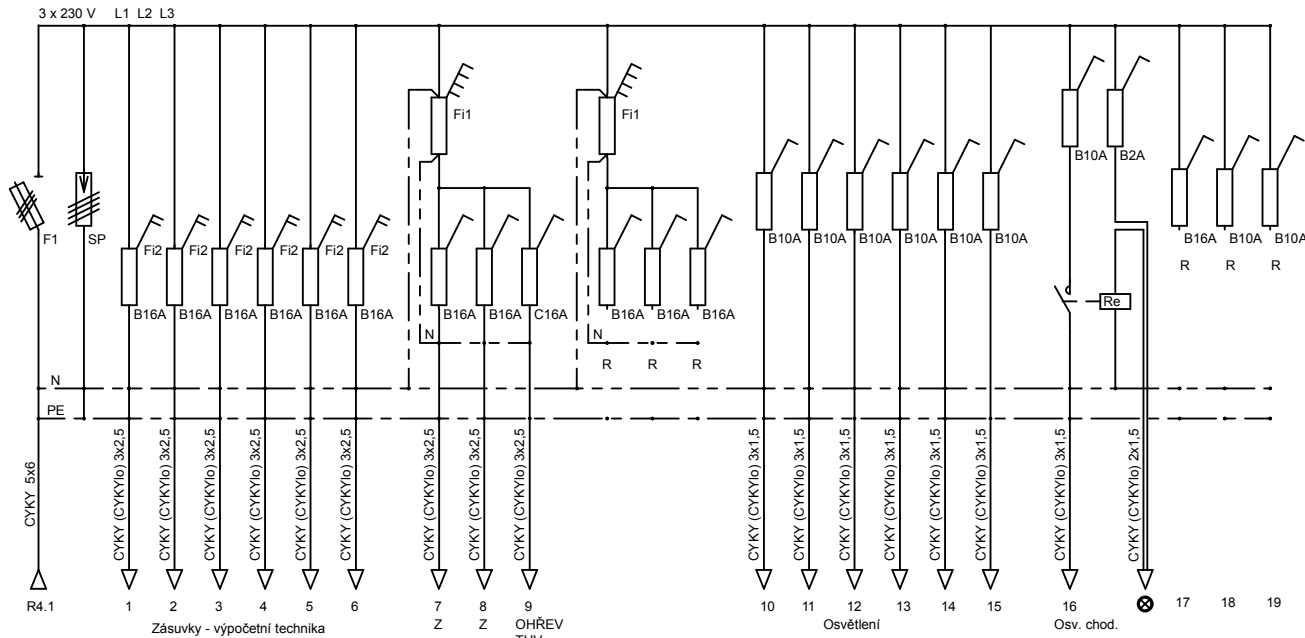 3 x 230 V L1 L2 L3
Fi1 Fi1
B10A B2A
F1 SP Fi2 Fi2 Fi2 Fi2 Fi2 Fi2 B10A B10A B10A B10A B10A B10A B16A B10A B10A
R R R
B16A B16A B16A B16A B16A B16A B16A B16A C16A B16A B16A B16A Re
N N
R R R
N
PE
CYKY 5x6 CYKY (CYKYlo) 3x2,5 CYKY (CYKYlo) 3x2,5 CYKY (CYKYlo) 3x2,5 CYKY (CYKYlo) 3x2,5 CYKY (CYKYlo) 3x2,5 CYKY (CYKYlo) 3x2,5 CYKY (CYKYlo) 3x2,5 CYKY (CYKYlo) 3x2,5 CYKY (CYKYlo) 3x2,5 CYKY (CYKYlo) 3x1,5 CYKY (CYKYlo) 3x1,5 CYKY (CYKYlo) 3x1,5 CYKY (CYKYlo) 3x1,5 CYKY (CYKYlo) 3x1,5 CYKY (CYKYlo) 3x1,5 CYKY (CYKYlo) 3x1,5 CYKY (CYKYlo) 2x1,5
R4.1 1 2 3 4 5 6 7 8 9 10 11 12 13 14 15 16 17 18 19
Zásuvky - výpočetní technika Z Z OHŘEV Osvětlení Osv. chod.
TUV